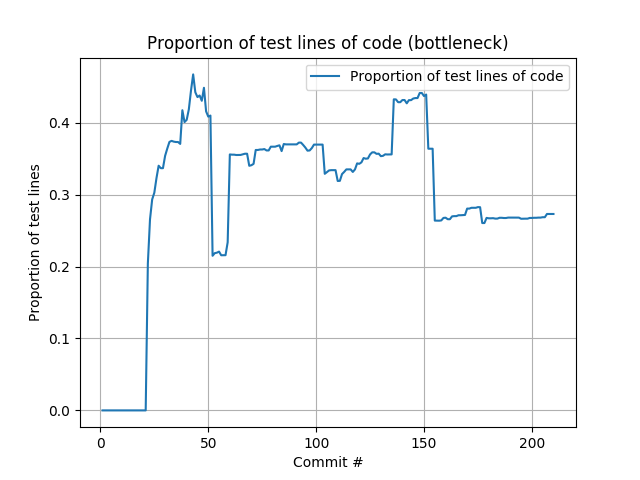 Proportion of test lines of code (bottleneck)
Proportion of test lines of code
0.4
0.3
0.2
0.1
0.0
Proportion of test lines
0
50
100
150
200
Commit #